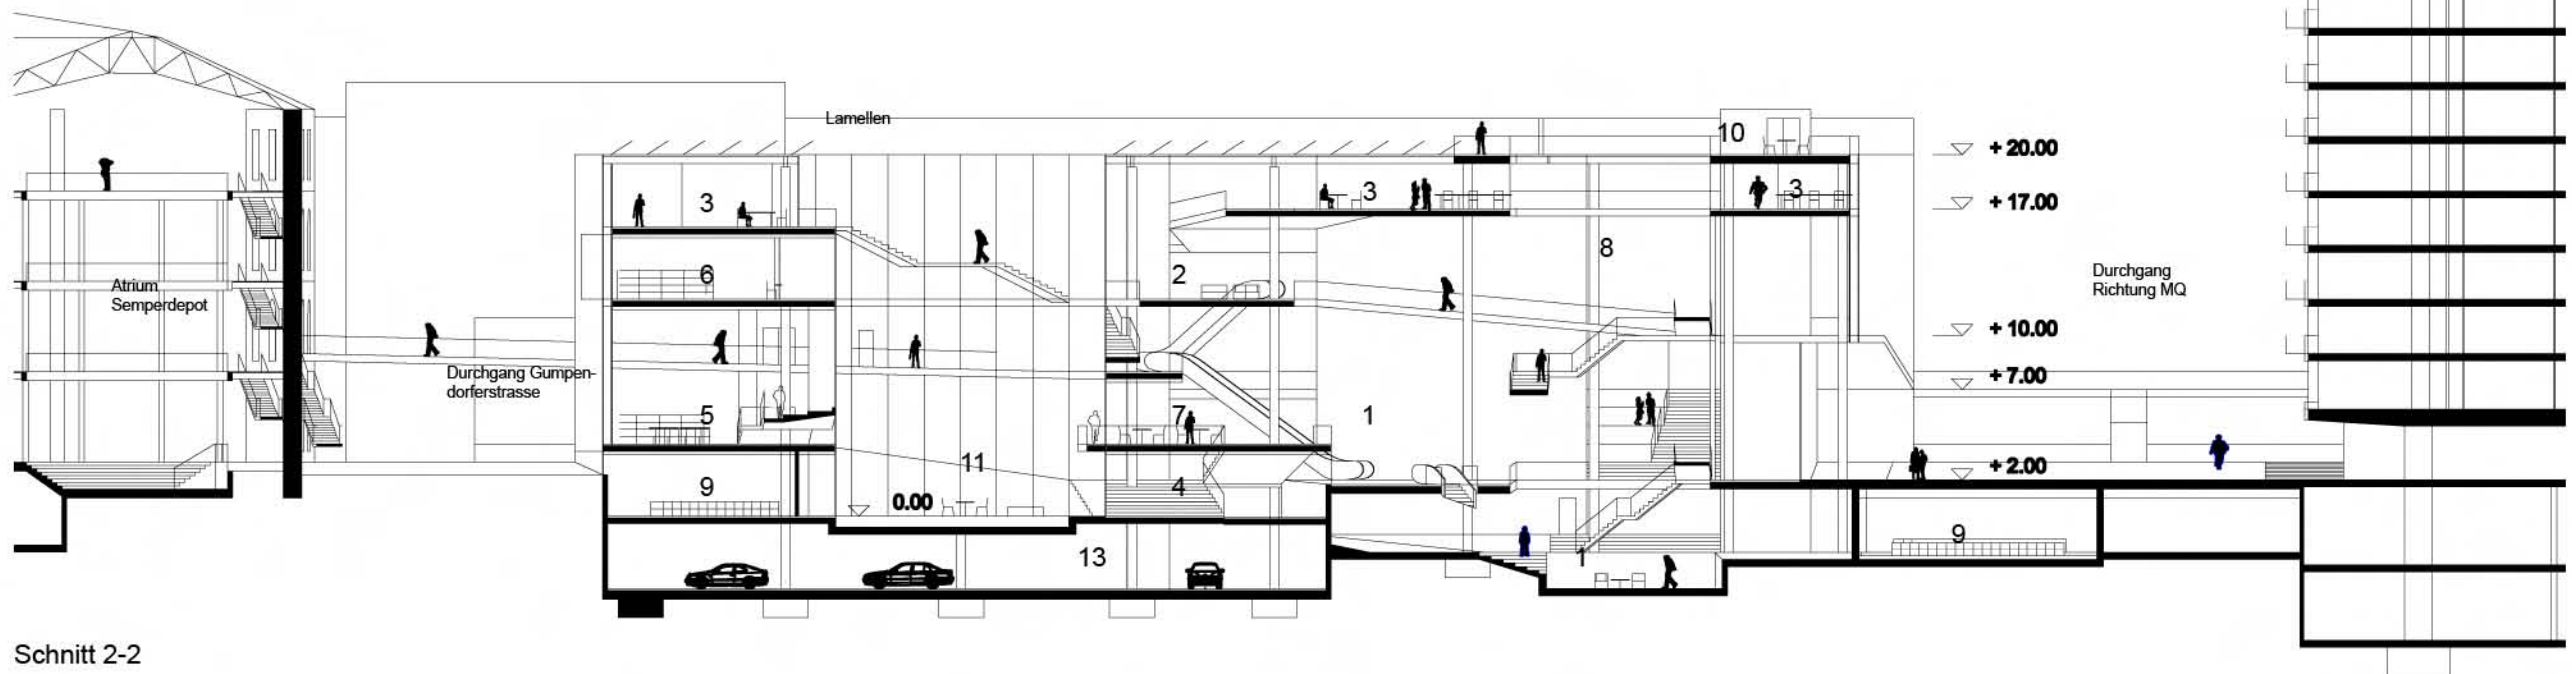 Lamellen
10
+ 20.00
3
3
3
+ 17.00
8
6
2
Atrium
Semperdepot
Durchgang
Richtung MQ
+ 10.00
Durchgang Gumpen-
dorferstrasse
+ 7.00
5
7
1
11
+ 2.00
9
4
0.00
9
13
1
Schnitt 2-2